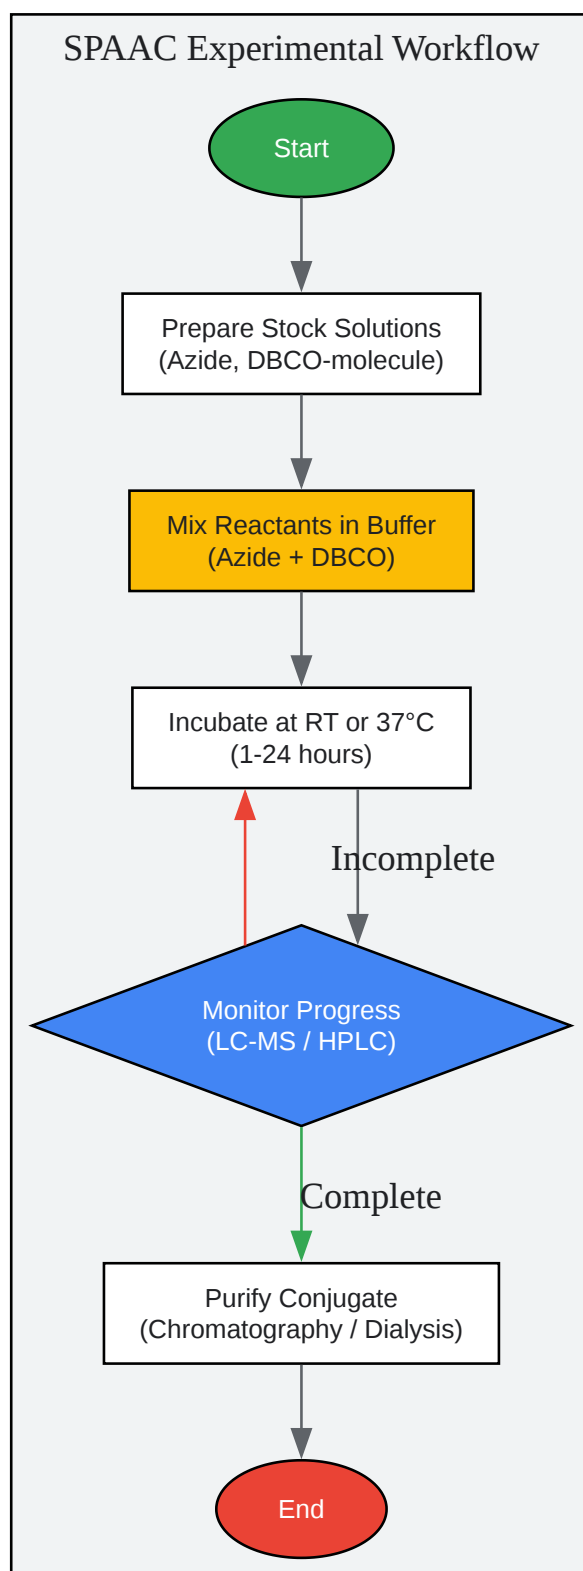 SPAAC Experimental Workflow
Start
Prepare Stock Solutions
(Azide, DBCO-molecule)
Mix Reactants in Buffer
(Azide + DBCO)
Incubate at RT or 37°C
(1-24 hours)
Incomplete
Monitor Progress
(LC-MS / HPLC)
Complete
Purify Conjugate
(Chromatography / Dialysis)
End